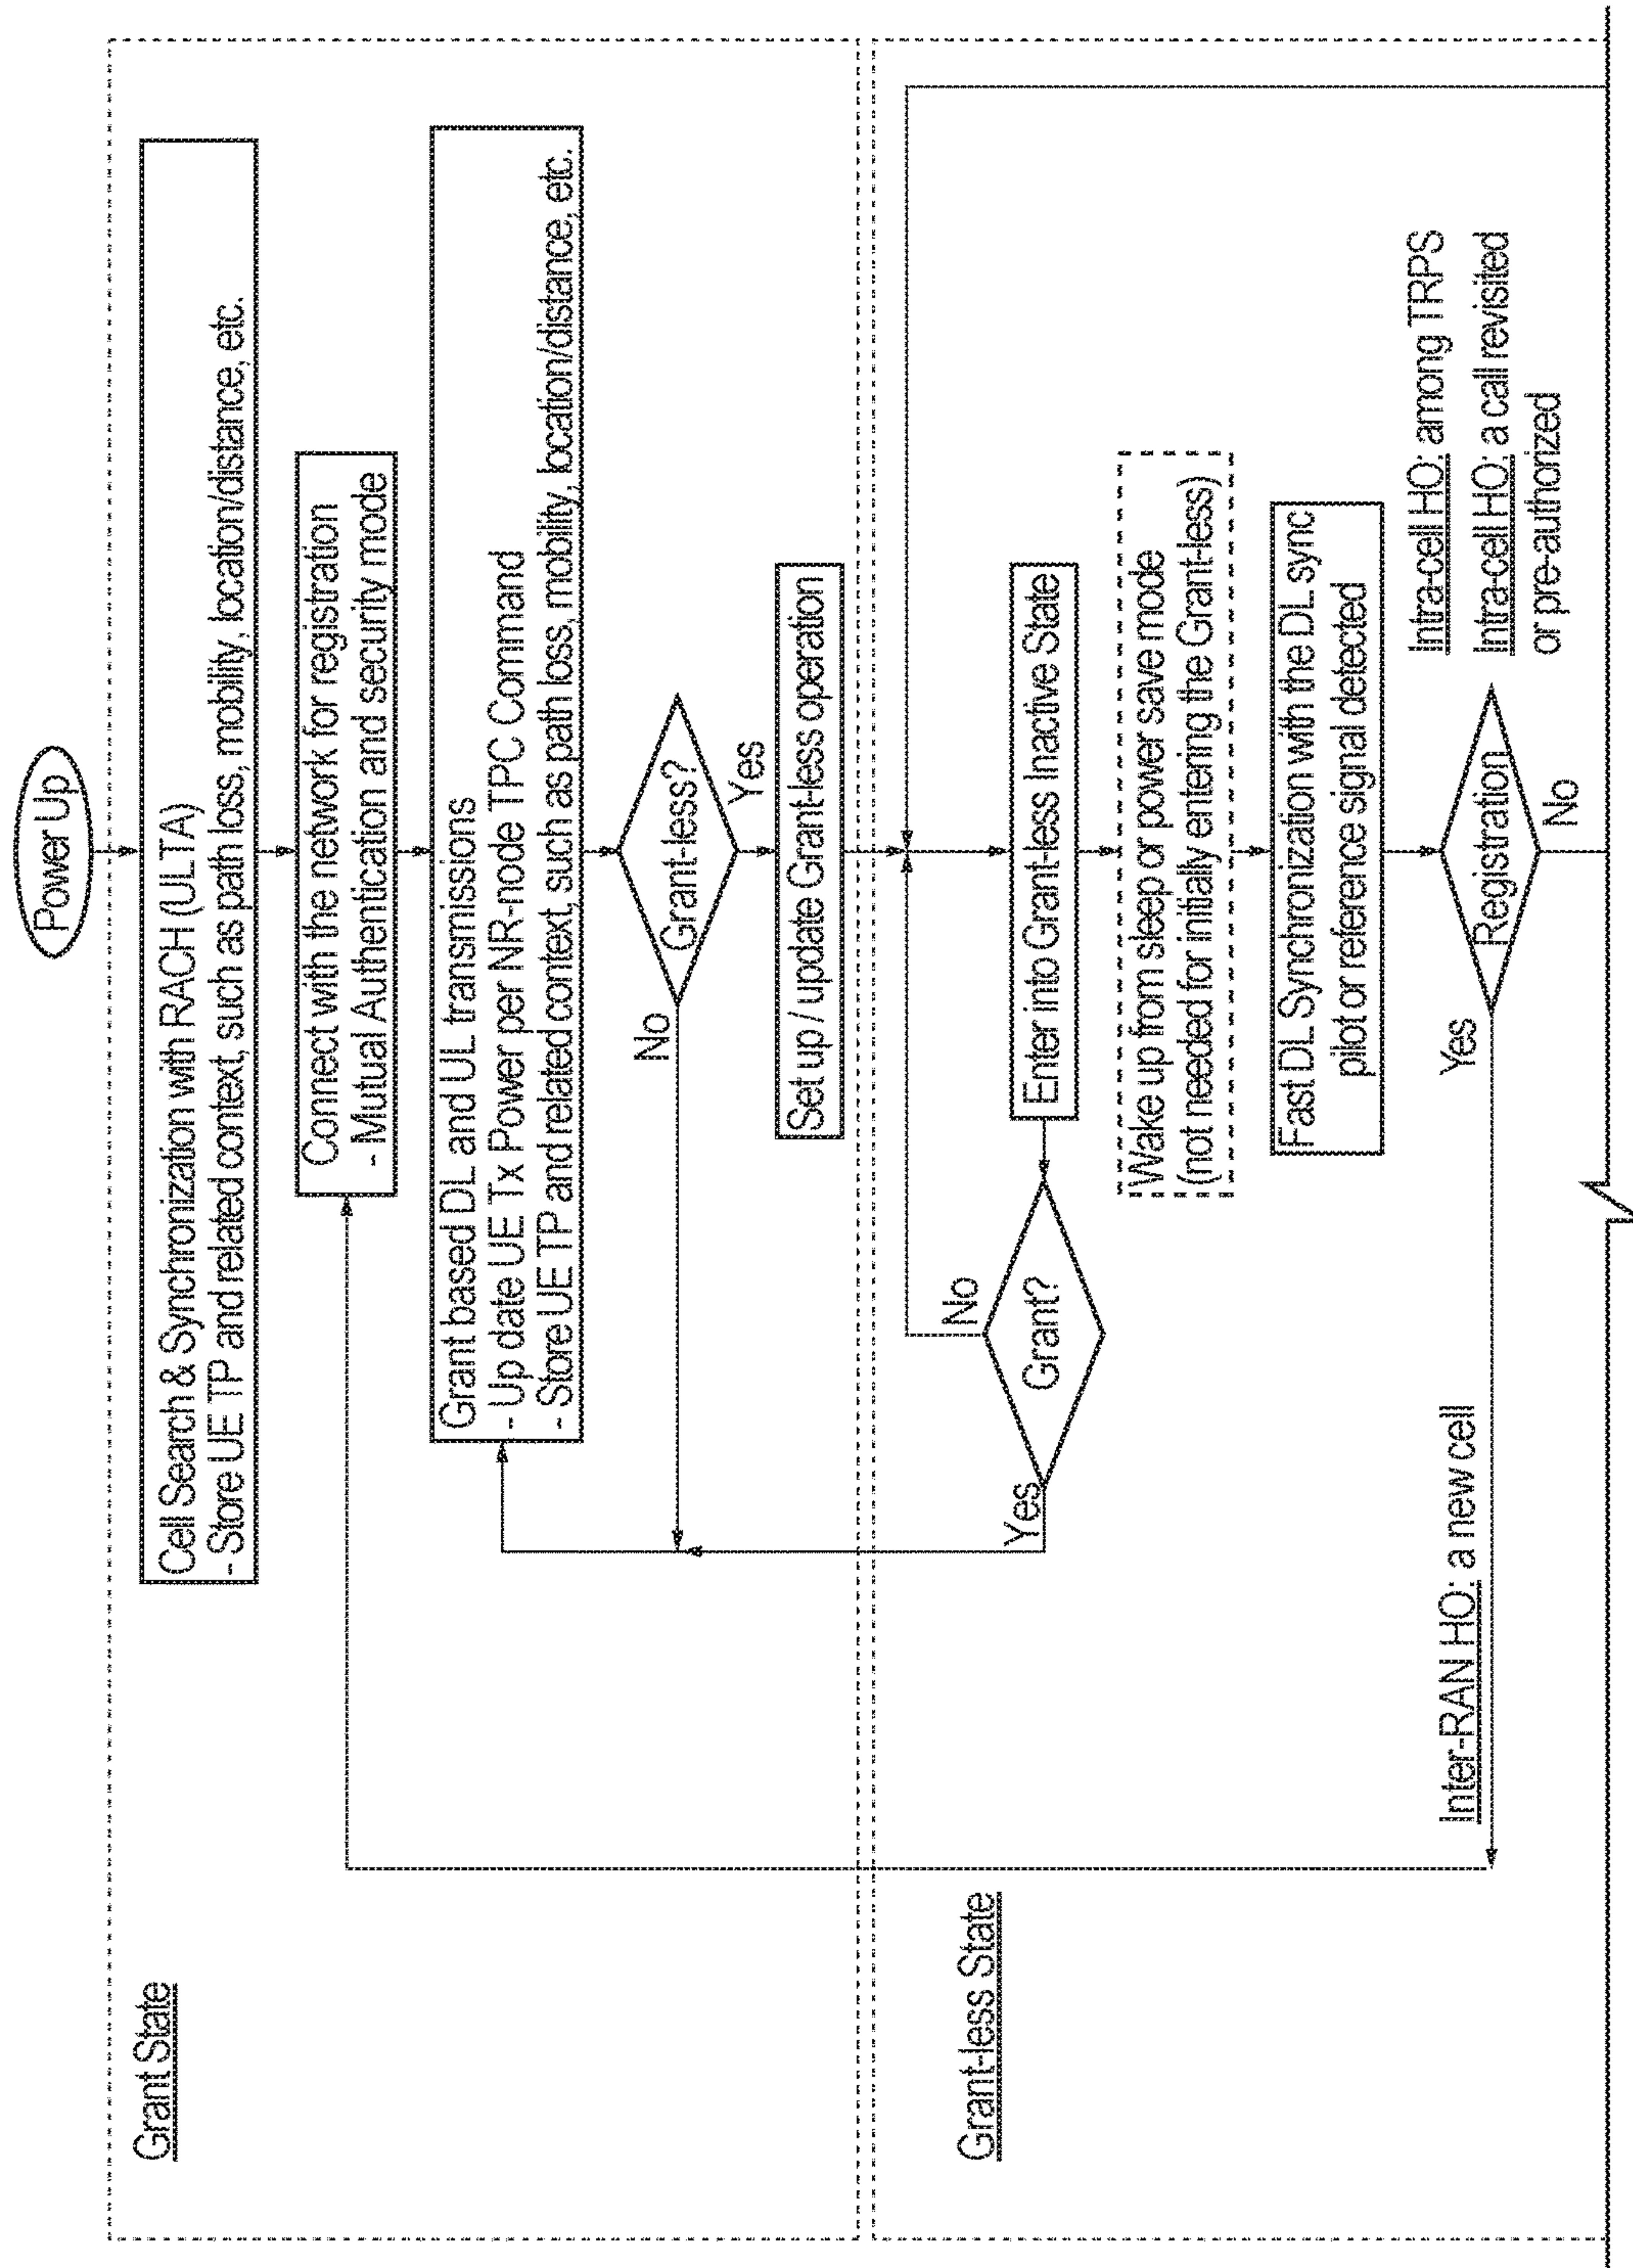 Power Up
Grant State
Cell Search & Synchronization with RACH (ULTA)
- Store UE TP and related context, such as path loss, mobility, location/distance, etc.
Connect with the network for registration
- Mutual Authentication and security mode
Grant based DL and UL transmissions
- Up date UE Tx Power per NR-node TPC Command
- Store UE TP and related context, such as path loss, mobility, location/distance, etc.
No
Grant-less?
Yes
Set up / update Grant-less operation
Grant-less State
No
Enter into Grant-less Inactive State
Yes
Grant?
Wake up from sleep or power save mode
(not needed for initially entering the Grant-less)
Fast DL Synchronization with the DL sync
pilot or reference signal detected
Intra-cell HO: among TRPS
Inter-RAN HO: a new cell
Yes
Registration
Intra-cell HO: a call revisited
or pre-authorized
No